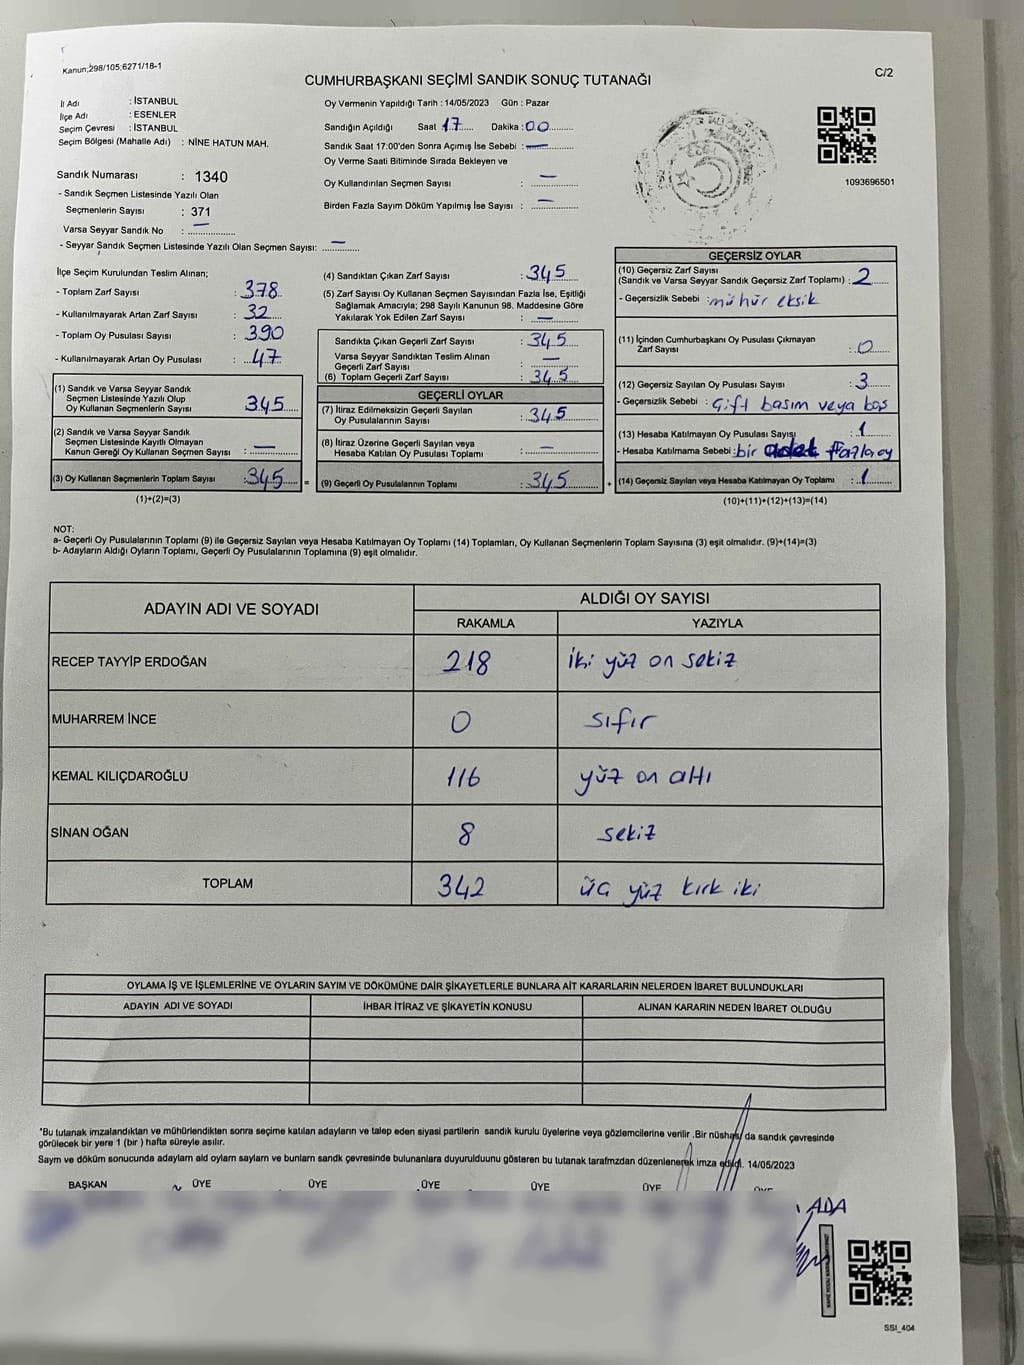 Kanun;298/105;6271/18-1
C/2
CUMHURBAŞKANI SEÇİMİ SANDIK SONUÇ TUTANAĞI
İl Adı : İSTANBUL
İlçe Adı : ESENLER
Seçim Çevresi : İSTANBUL
Seçim Bölgesi (Mahalle Adı) : NİNE HATUN MAH.
Sandık Numarası : 1340
- Sandık Seçmen Listesinde Yazılı Olan
Seçmenlerin Sayısı : 371
Varsa Seyyar Sandık No : —
- Seyyar Sandık Seçmen Listesinde Yazılı Olan Seçmen Sayısı: —
Oy Vermenin Yapıldığı Tarih : 14/05/2023 Gün : Pazar
Sandığın Açıldığı Saat 17 Dakika : 00
Sandık Saat 17:00'den Sonra Açımış İse Sebebi : —
Oy Verme Saati Bitiminde Sırada Bekleyen ve
Oy Kullandırılan Seçmen Sayısı : —
Birden Fazla Sayım Döküm Yapılmış İse Sayısı : —
1093696501
İlçe Seçim Kurulundan Teslim Alınan;
- Toplam Zarf Sayısı : 378
- Kullanılmayarak Artan Zarf Sayısı : 32
- Toplam Oy Pusulası Sayısı : 390
- Kullanılmayarak Artan Oy Pusulası : 47
(1) Sandık ve Varsa Seyyar Sandık
Seçmen Listesinde Yazılı Olup
Oy Kullanan Seçmenlerin Sayısı 345
(2) Sandık ve Varsa Seyyar Sandık
Seçmen Listesinde Kayıtlı Olmayan
Kanun Gereği Oy Kullanan Seçmen Sayısı : —
(3) Oy Kullanan Seçmenlerin Toplam Sayısı : 345
(1)+(2)=(3)
(4) Sandıktan Çıkan Zarf Sayısı : 345
(5) Zarf Sayısı Oy Kullanan Seçmen Sayısından Fazla İse, Eşitliği
Sağlamak Amacıyla; 298 Sayılı Kanunun 98. Maddesine Göre
Yakılarak Yok Edilen Zarf Sayısı : —
Sandıkta Çıkan Geçerli Zarf Sayısı : 345
Varsa Seyyar Sandıktan Teslim Alınan
Geçerli Zarf Sayısı : —
(6) Toplam Geçerli Zarf Sayısı : 345
GEÇERLİ OYLAR
(7) İtiraz Edilmeksizin Geçerli Sayılan
Oy Pusulalarının Sayısı : 345
(8) İtiraz Üzerine Geçerli Sayılan veya
Hesaba Katılan Oy Pusulası Toplamı : —
= (9) Geçerli Oy Pusulalarının Toplamı : 345 +
GEÇERSİZ OYLAR
(10) Geçersiz Zarf Sayısı
(Sandık ve Varsa Seyyar Sandık Geçersiz Zarf Toplamı) : 2
- Geçersizlik Sebebi : mühür eksik
(11) İçinden Cumhurbaşkanı Oy Pusulası Çıkmayan
Zarf Sayısı : 0
(12) Geçersiz Sayılan Oy Pusulası Sayısı : 3
- Geçersizlik Sebebi : Çift basım veya boş
(13) Hesaba Katılmayan Oy Pusulası Sayısı : 1
- Hesaba Katılmama Sebebi : bir adet fazla oy
(14) Geçersiz Sayılan veya Hesaba Katılmayan Oy Toplamı : 1
(10)+(11)+(12)+(13)=(14)
NOT:
a- Geçerli Oy Pusulalarının Toplamı (9) ile Geçersiz Sayılan veya Hesaba Katılmayan Oy Toplamı (14) Toplamları, Oy Kullanan Seçmenlerin Toplam Sayısına (3) eşit olmalıdır. (9)+(14)=(3)
b- Adayların Aldığı Oyların Toplamı, Geçerli Oy Pusulalarının Toplamına (9) eşit olmalıdır.
ADAYIN ADI VE SOYADI ALDIĞI OY SAYISI
RAKAMLA YAZIYLA
RECEP TAYYİP ERDOĞAN 218 iki yüz on sekiz
MUHARREM İNCE 0 sıfır
KEMAL KILIÇDAROĞLU 116 yüz on altı
SİNAN OĞAN 8 sekiz
TOPLAM 342 üç yüz kırk iki
OYLAMA İŞ VE İŞLEMLERİNE VE OYLARIN SAYIM VE DÖKÜMÜNE DAİR ŞİKAYETLERLE BUNLARA AİT KARARLARIN NELERDEN İBARET BULUNDUKLARI
ADAYIN ADI VE SOYADI İHBAR İTİRAZ VE ŞİKAYETİN KONUSU ALINAN KARARIN NEDEN İBARET OLDUĞU
"Bu tutanak imzalandıktan ve mühürlendikten sonra seçime katılan adayların ve talep eden siyasi partilerin sandık kurulu üyelerine veya gözlemcilerine verilir .Bir nüshası da sandık çevresinde
görülecek bir yere 1 (bir ) hafta süreyle asılır.
Sayım ve döküm sonucunda adayların ald oyların sayları ve bunların sandk çevresinde bulunanlara duyurulduunu gösteren bu tutanak tarafmzdan düzenlenerek imza edildi. 14/05/2023
BAŞKAN ÜYE ÜYE ÜYE ÜYE ÜYE ÜYE
ADA
SSI_404